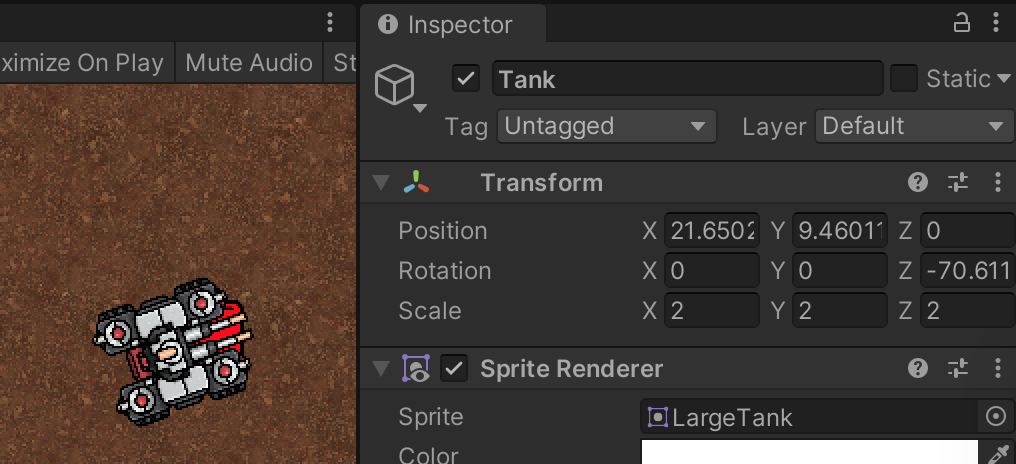 Inspector
ximize On Play Mute Audio St
Tank Static
Tag Untagged Layer Default
Transform
Position X 21.6502 Y 9.46011 Z 0
Rotation X 0 Y 0 Z -70.611
Scale X 2 Y 2 Z 2
Sprite Renderer
Sprite LargeTank
Color